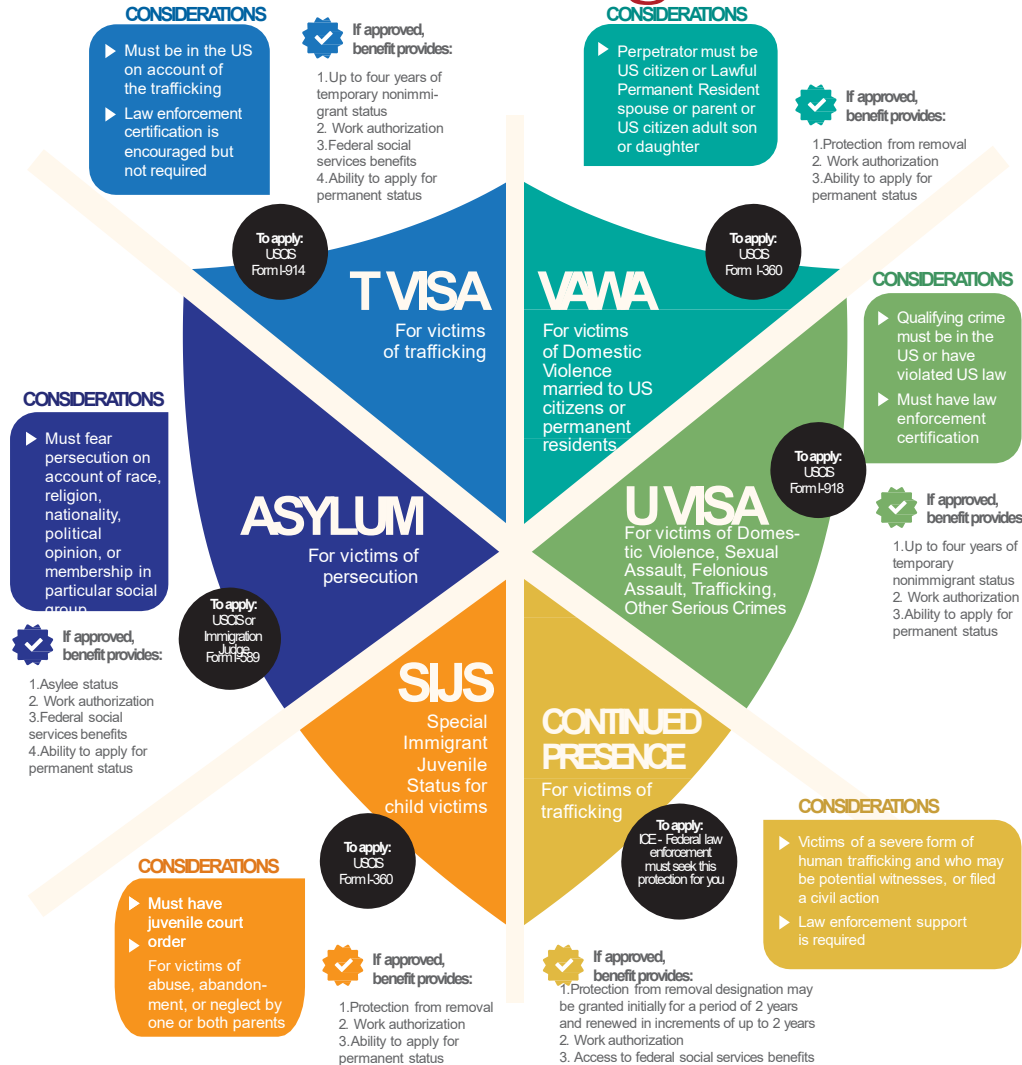 CONSIDERATIONS
Must be in the US
on account of
the trafficking
Law enforcement
certification is
encouraged but
not required
If approved,
benefit provides:
1.Up to four years of
temporary nonimmi-
grant status
2. Work authorization
3.Federal social
services benefits
4.Ability to apply for
permanent status
To apply:
USCIS
Form I-914
T VISA
For victims
of trafficking
CONSIDERATIONS
Perpetrator must be
US citizen or Lawful
Permanent Resident
spouse or parent or
US citizen adult son
or daughter
If approved,
benefit provides:
1.Protection from removal
2. Work authorization
3.Ability to apply for
permanent status
To apply:
USCIS
Form I-360
VAWA
For victims
of Domestic
Violence
married to US
citizens or
permanent
residents
CONSIDERATIONS
Qualifying crime
must be in the
US or have
violated US law
Must have law
enforcement
certification
To apply:
USCIS
Form I-918
If approved,
benefit provides
1.Up to four years of
temporary
nonimmigrant status
2. Work authorization
3.Ability to apply for
permanent status
U VISA
For victims of Domes-
tic Violence, Sexual
Assault, Felonious
Assault, Trafficking,
Other Serious Crimes
CONSIDERATIONS
Must fear
persecution on
account of race,
religion,
nationality,
political
opinion, or
membership in
particular social
group
ASYLUM
For victims of
persecution
To apply:
USCIS or
Immigration
Judge
Form I-589
If approved,
benefit provides:
1.Asylee status
2. Work authorization
3.Federal social
services benefits
4.Ability to apply for
permanent status
SIJS
Special
Immigrant
Juvenile
Status for
child victims
To apply:
USCIS
Form I-360
CONSIDERATIONS
Must have
juvenile court
order
For victims of
abuse, abandon-
ment, or neglect by
one or both parents
If approved,
benefit provides:
1.Protection from removal
2. Work authorization
3.Ability to apply for
permanent status
CONTINUED
PRESENCE
For victims of
trafficking
To apply:
ICE - Federal law
enforcement
must seek this
protection for you
CONSIDERATIONS
Victims of a severe form of
human trafficking and who may
be potential witnesses, or filed
a civil action
Law enforcement support
is required
If approved,
benefit provides:
1.Protection from removal designation may
be granted initially for a period of 2 years
and renewed in increments of up to 2 years
2. Work authorization
3. Access to federal social services benefits